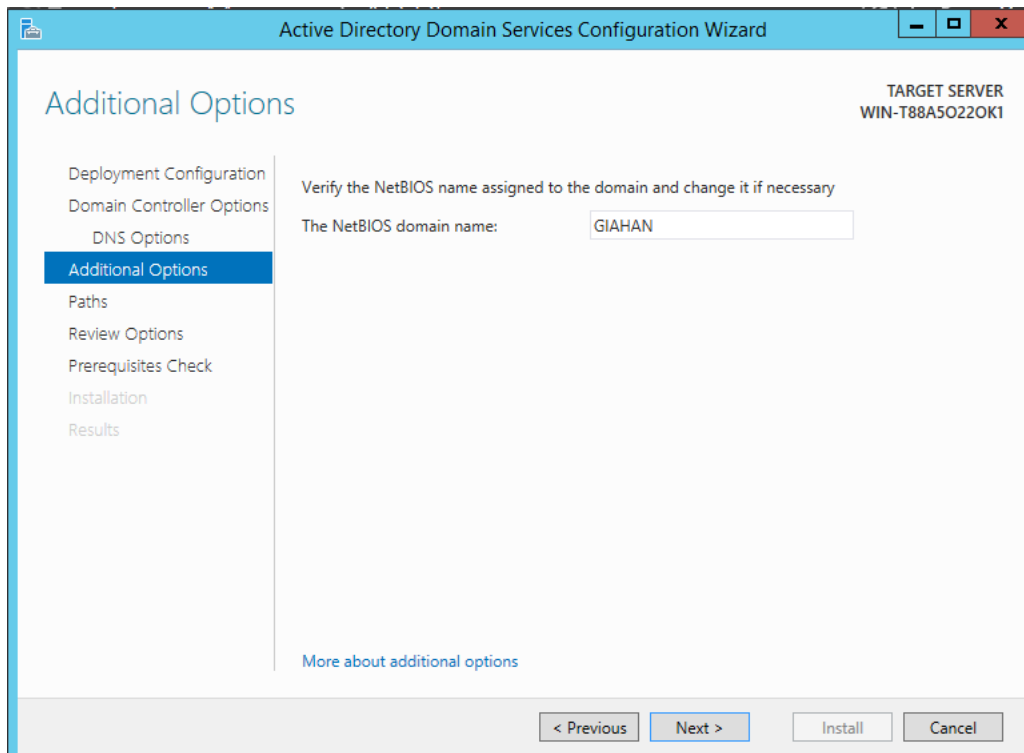 Active Directory Domain Services Configuration Wizard
Additional Options
TARGET SERVER
WIN-T88A5O22OK1
Deployment Configuration
Domain Controller Options
DNS Options
Additional Options
Paths
Review Options
Prerequisites Check
Installation
Results
Verify the NetBIOS name assigned to the domain and change it if necessary
The NetBIOS domain name: GIAHAN
More about additional options
< Previous Next > Install Cancel